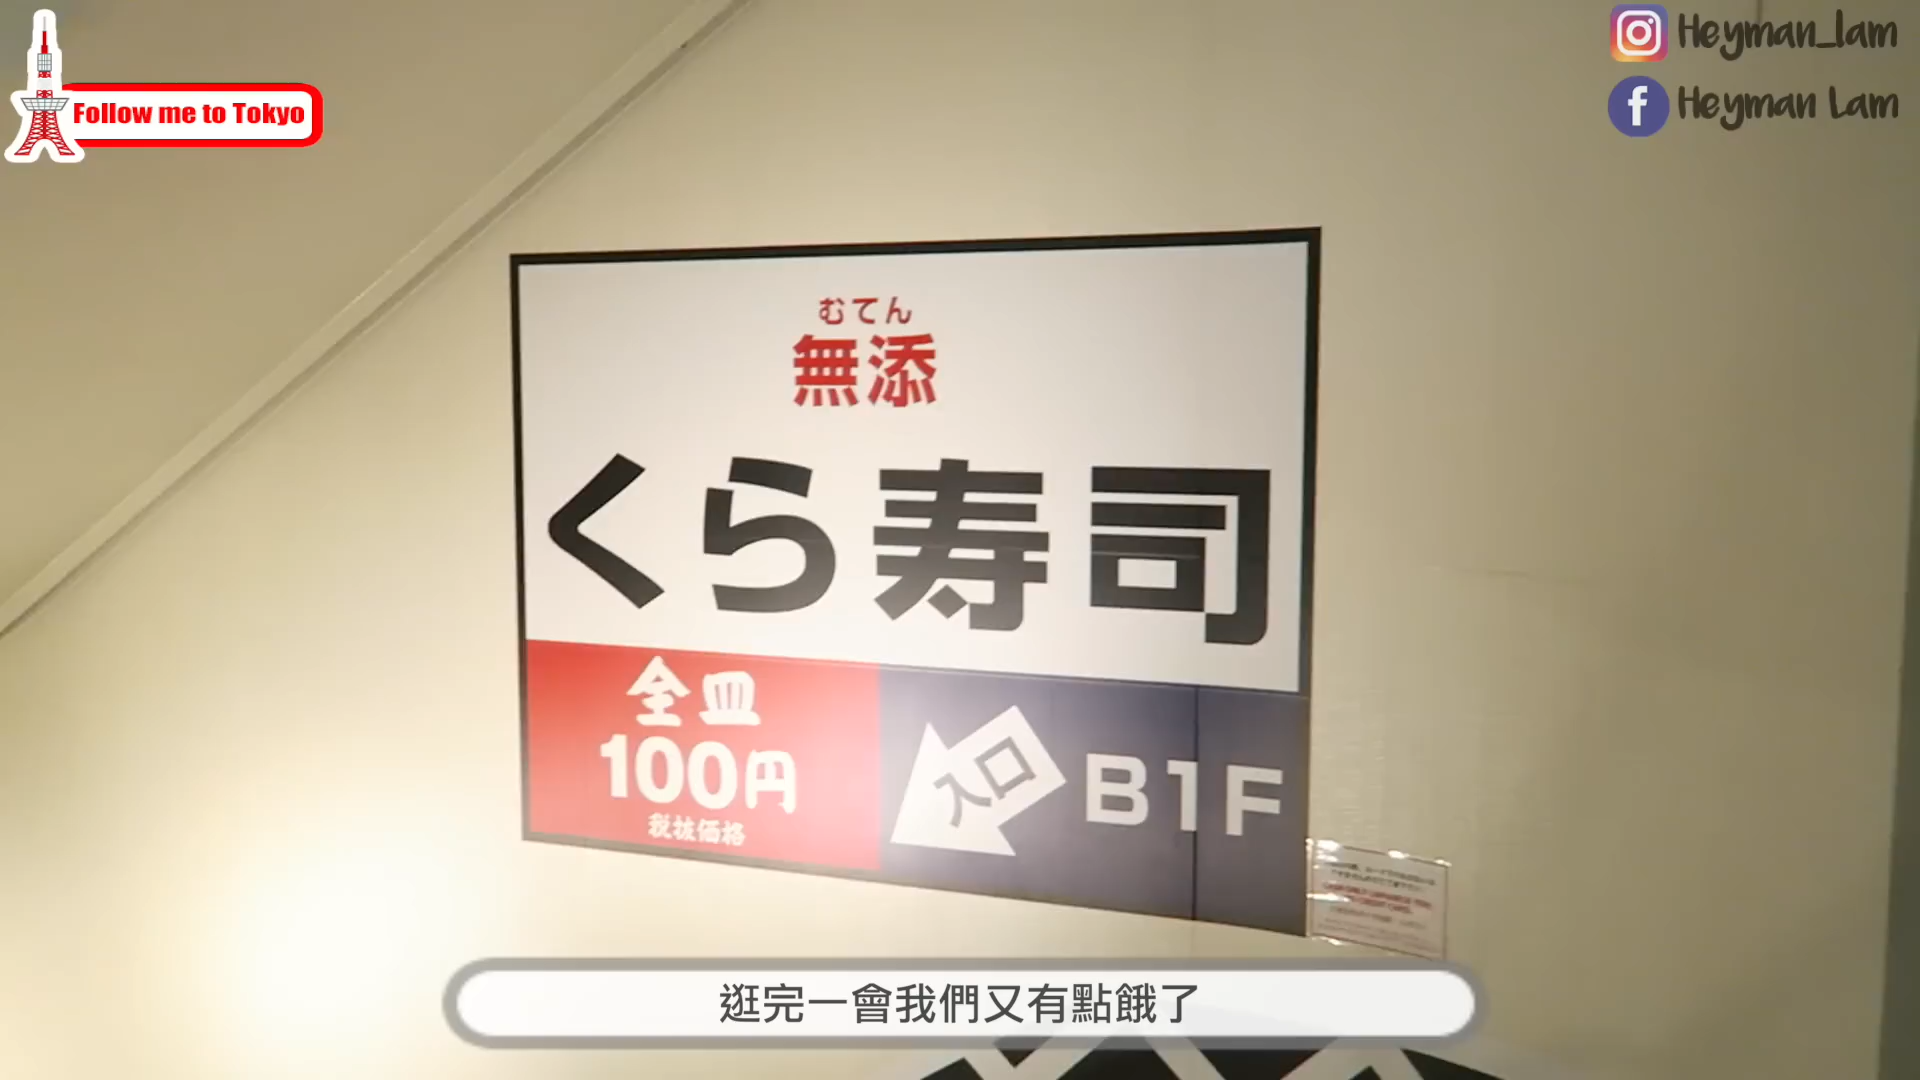 Follow me to Tokyo
Heyman_lam
Heyman Lam
むてん
無添
くら寿司
全皿
100円
税抜価格
入口
B1F
逛完一會我們又有點餓了